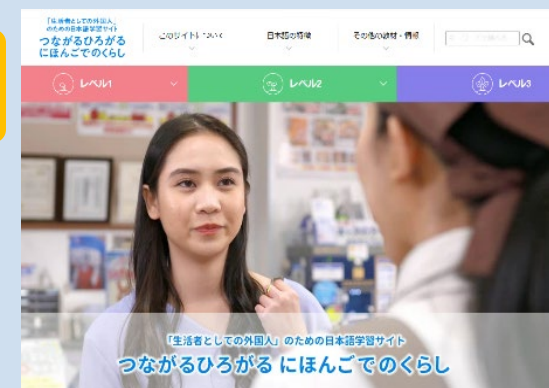 「生活者としての外国人」
のための日本語学習サイト
つながるひろがる
にほんごでのくらし
このサイトについて
日本語の特徴
その他の教材・情報
レベル1
レベル2
レベル3
「生活者としての外国人」のための日本語学習サイト
つながるひろがる にほんごでのくらし